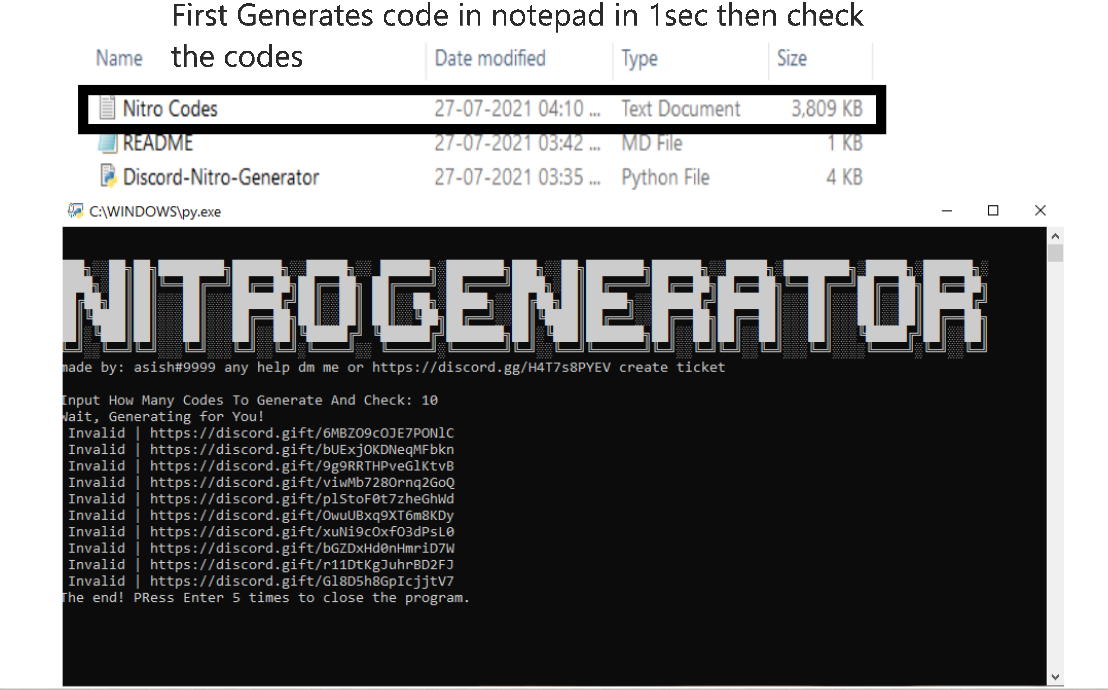 First Generates code in notepad in 1sec then check
the codes
Name Date modified Type Size
Nitro Codes 27-07-2021 04:10 ... Text Document 3,809 KB
README 27-07-2021 03:42 ... MD File 1 KB
Discord-Nitro-Generator 27-07-2021 03:35 ... Python File 4 KB
C:\WINDOWS\py.exe
NITRO GENERATOR
made by: asish#9999 any help dm me or https://discord.gg/H4T7s8PYEV create ticket
Input How Many Codes To Generate And Check: 10
Wait, Generating for You!
Invalid | https://discord.gift/6MBZO9cOJE7PONlC
Invalid | https://discord.gift/bUExjOKDNeqMFbkn
Invalid | https://discord.gift/9g9RRTHPveGlKtvB
Invalid | https://discord.gift/viwMb728Ornq2GoQ
Invalid | https://discord.gift/plStoF0t7zheGhWd
Invalid | https://discord.gift/OwuUBxq9XT6m8KDy
Invalid | https://discord.gift/xuNi9cOxfO3dPsL0
Invalid | https://discord.gift/bGZDxHd0nHmriD7W
Invalid | https://discord.gift/r11DtKgJuhrBD2FJ
Invalid | https://discord.gift/Gl8D5h8GpIcjjtV7
The end! PRess Enter 5 times to close the program.